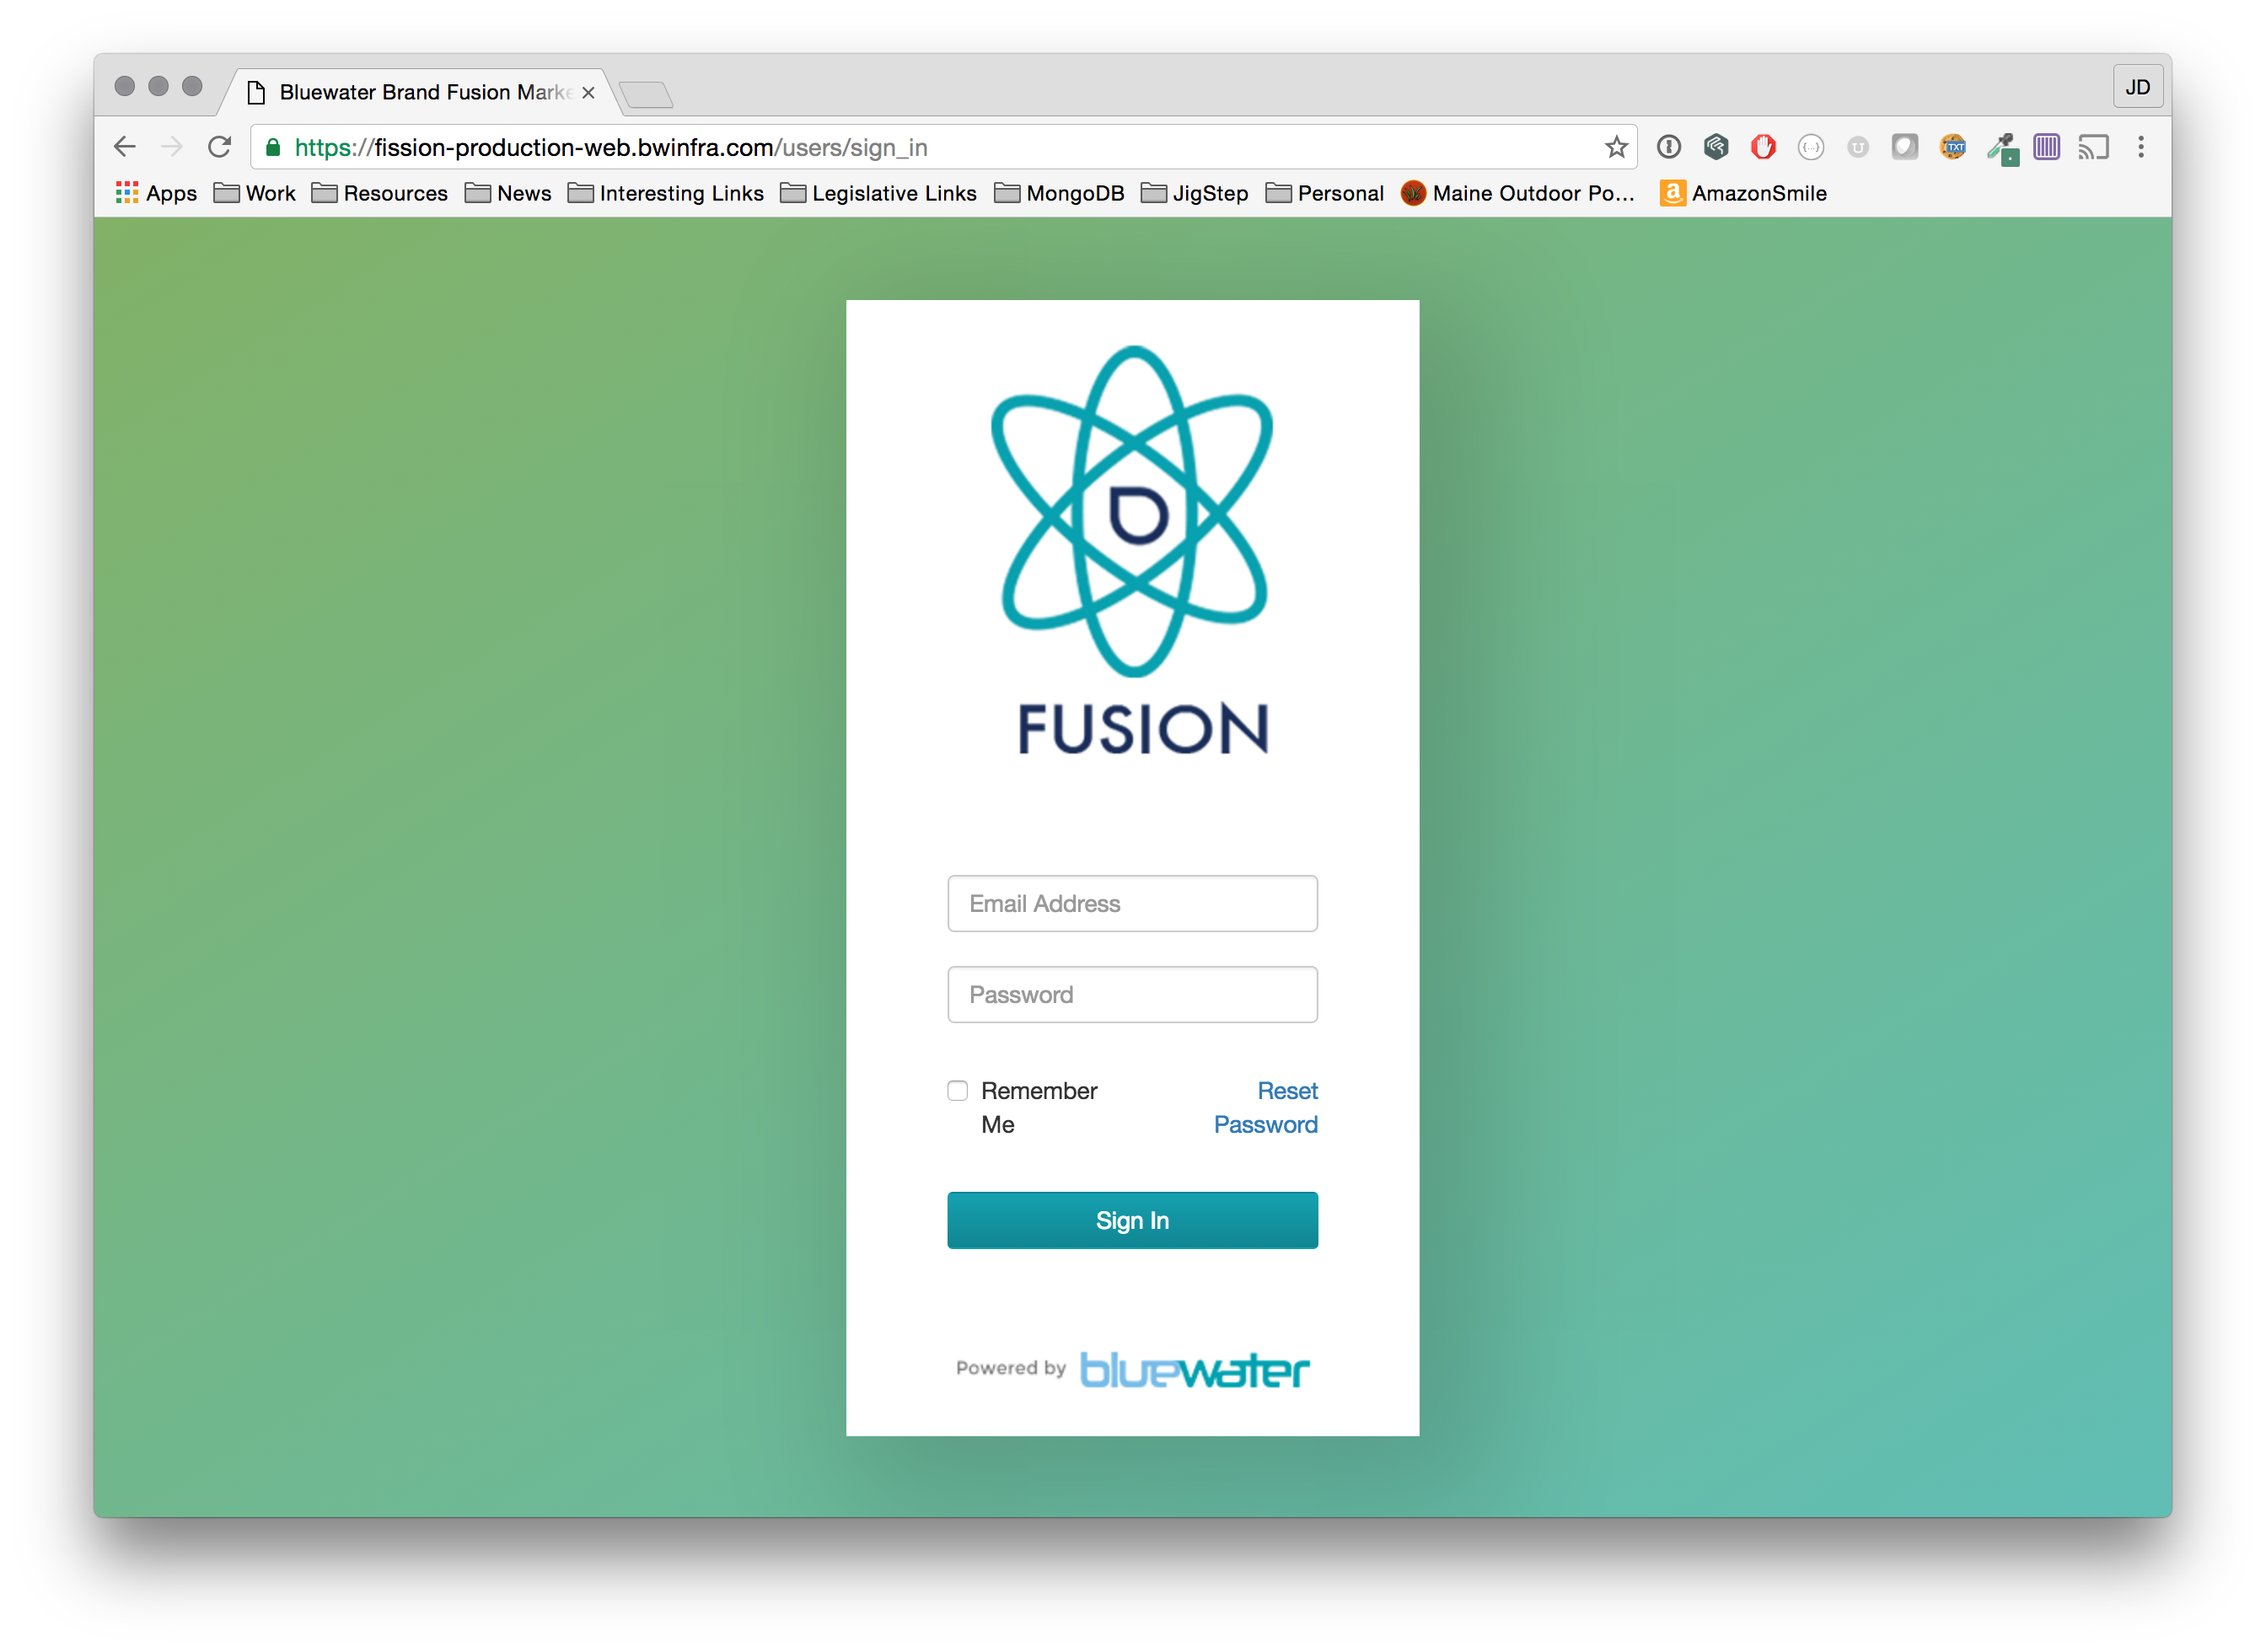 Bluewater Brand Fusion Marke
JD
https://fission-production-web.bwinfra.com/users/sign_in
Apps Work Resources News Interesting Links Legislative Links MongoDB JigStep Personal Maine Outdoor Po... AmazonSmile
FUSION
Email Address
Password
Remember Reset
Me Password
Sign In
Powered by bluewater